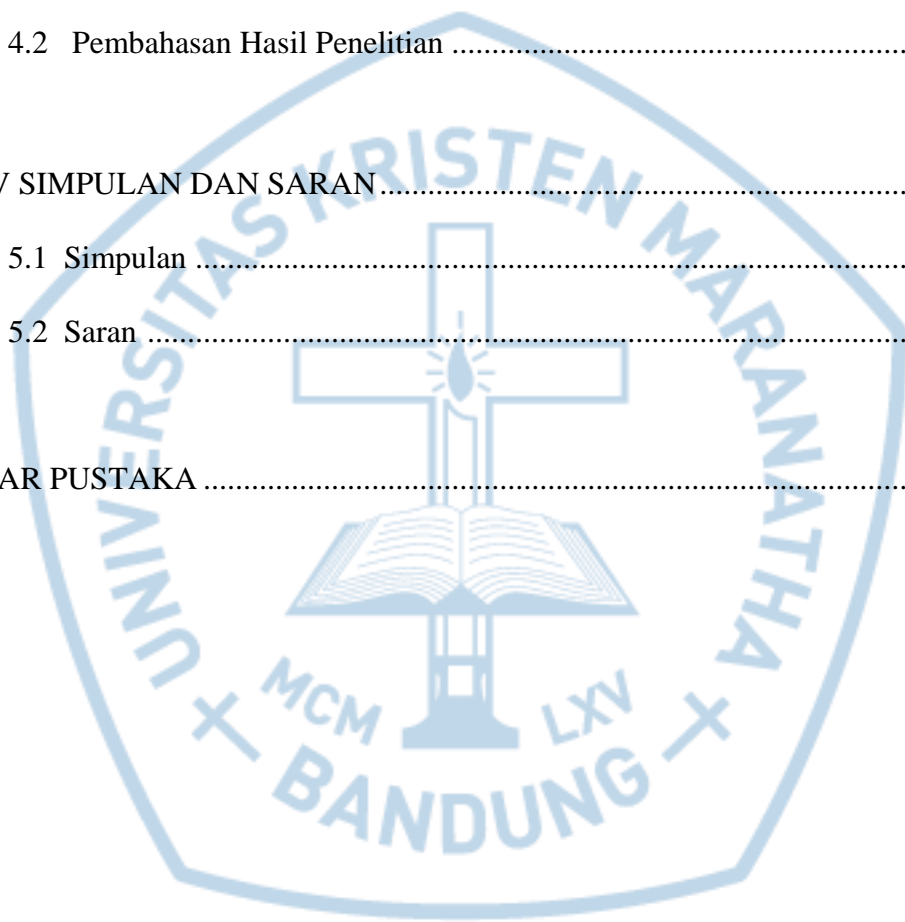 4.2 Pembahasan Hasil Penelitian ..........................................................................
V SIMPULAN DAN SARAN..........................................................................
5.1 Simpulan ..........................................................................
5.2 Saran ..........................................................................
AR PUSTAKA ..........................................................................
UNIVERSITAS KRISTEN MARANATHA
MCM LXV
+ BANDUNG +